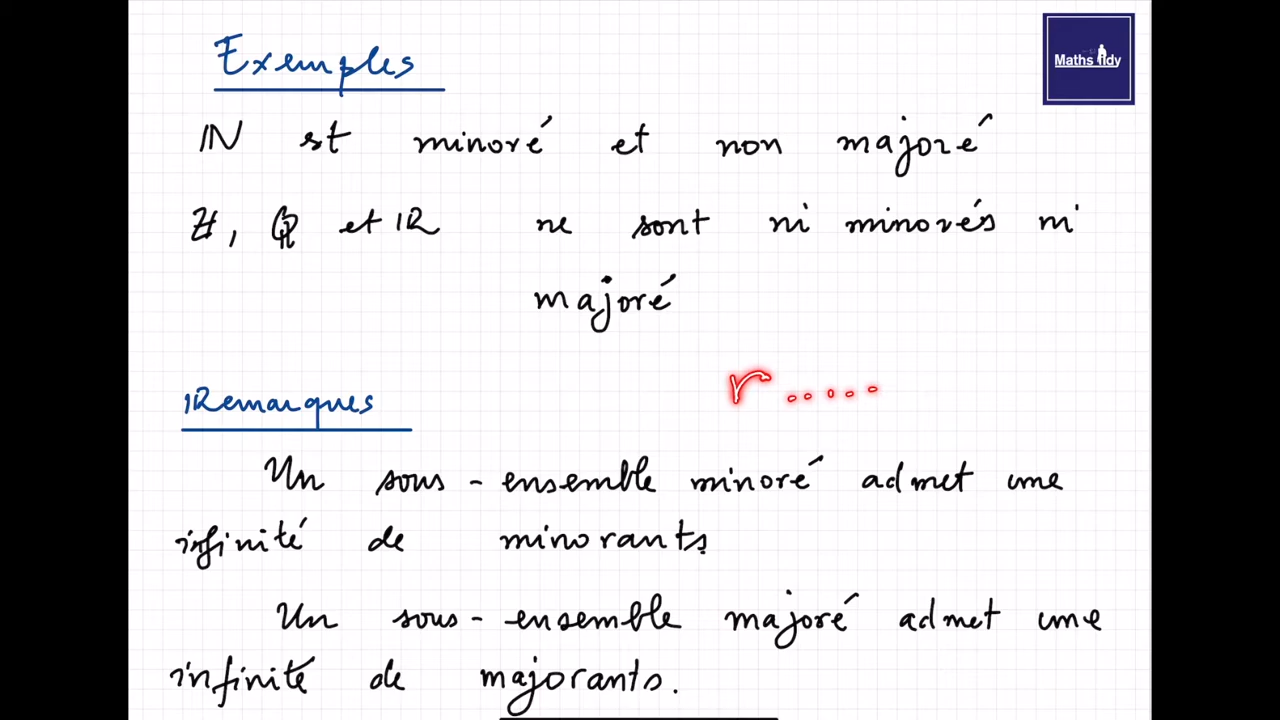 Exemples
Maths
IN est minoré et non majoré
ℤ, ℚ et IR ne sont ni minorés ni
majoré
r.....
Remarques
Un sous-ensemble minoré admet une
infinité de minorants.
Un sous-ensemble majoré admet une
infinité de majorants.